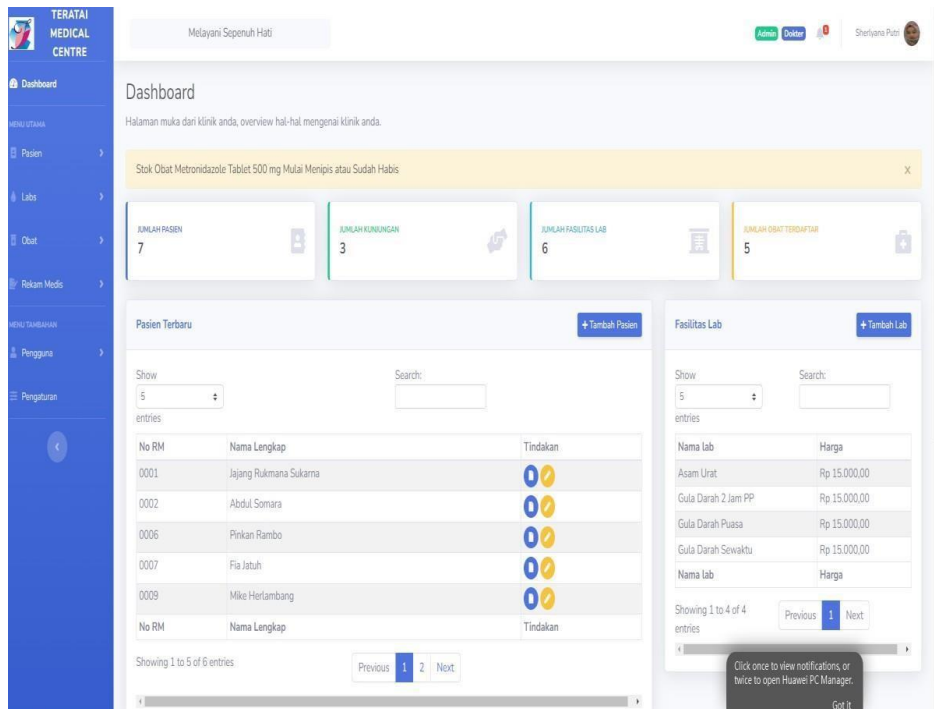 TERATAI
MEDICAL
CENTRE
Melayani Sepenuh Hati
Admin Dokter
Sherlyana Putri
Dashboard
MENU UTAMA
Pasien
Labs
Obat
Rekam Medis
MENU TAMBAHAN
Pengguna
Pengaturan
Dashboard
Halaman muka dari klinik anda, overview hal-hal mengenai klinik anda.
Stok Obat Metronidazole Tablet 500 mg Mulai Menipis atau Sudah Habis X
JUMLAH PASIEN
7
JUMLAH KUNJUNGAN
3
JUMLAH FASILITAS LAB
6
JUMLAH OBAT TERDAFTAR
5
Pasien Terbaru
+ Tambah Pasien
Show
5
entries
Search:
No RM Nama Lengkap Tindakan
0001 Jajang Rukmana Sukarna
0002 Abdul Somara
0006 Pinkan Rambo
0007 Fia Jatuh
0009 Mike Herlambang
No RM Nama Lengkap Tindakan
Showing 1 to 5 of 6 entries
Previous 1 2 Next
Fasilitas Lab
+ Tambah Lab
Show
5
entries
Search:
Nama lab Harga
Asam Urat Rp 15.000,00
Gula Darah 2 Jam PP Rp 15.000,00
Gula Darah Puasa Rp 15.000,00
Gula Darah Sewaktu Rp 15.000,00
Nama lab Harga
Showing 1 to 4 of 4
entries
Previous 1 Next
Click once to view notifications, or
twice to open Huawei PC Manager.
Got it